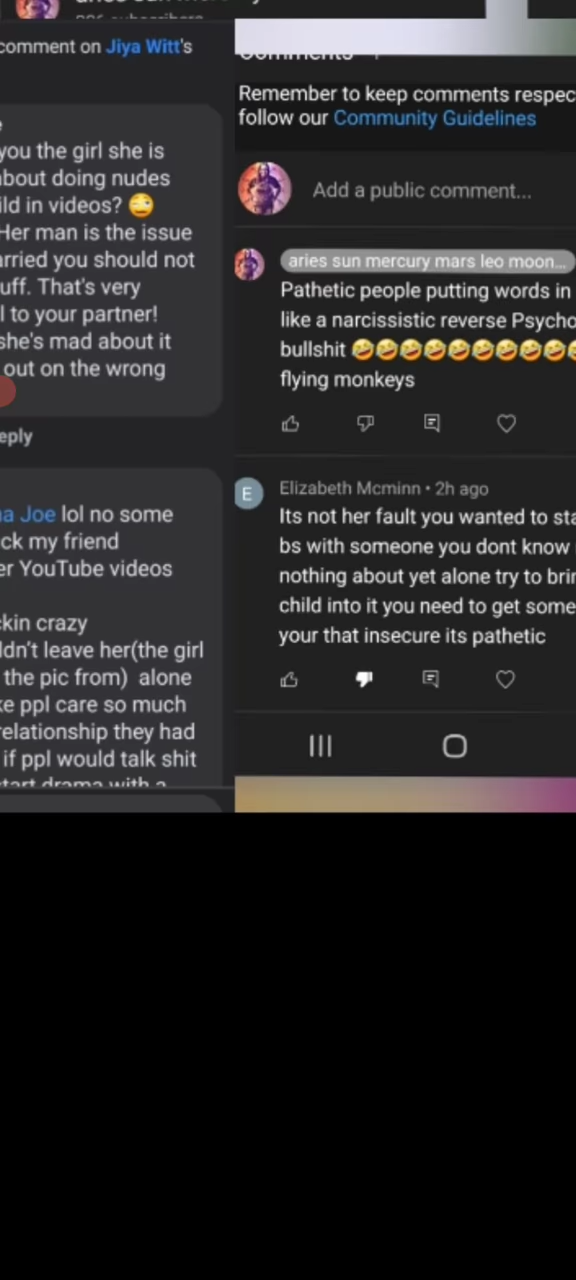 comment on Jiya Witt's
you the girl she is
about doing nudes
ild in videos? 🙄
Her man is the issue
arried you should not
uff. That's very
l to your partner!
she's mad about it
out on the wrong
eply
a Joe lol no some
ck my friend
er YouTube videos
kin crazy
ldn't leave her(the girl
the pic from) alone
ke ppl care so much
relationship they had
if ppl would talk shit
start drama with a
Comments
Remember to keep comments respec
follow our Community Guidelines
Add a public comment...
aries sun mercury mars leo moon...
Pathetic people putting words in
like a narcissistic reverse Psycho
bullshit 🤣🤣🤣🤣🤣🤣🤣🤣🤣
flying monkeys
E
Elizabeth Mcminn • 2h ago
Its not her fault you wanted to sta
bs with someone you dont know
nothing about yet alone try to brin
child into it you need to get some
your that insecure its pathetic